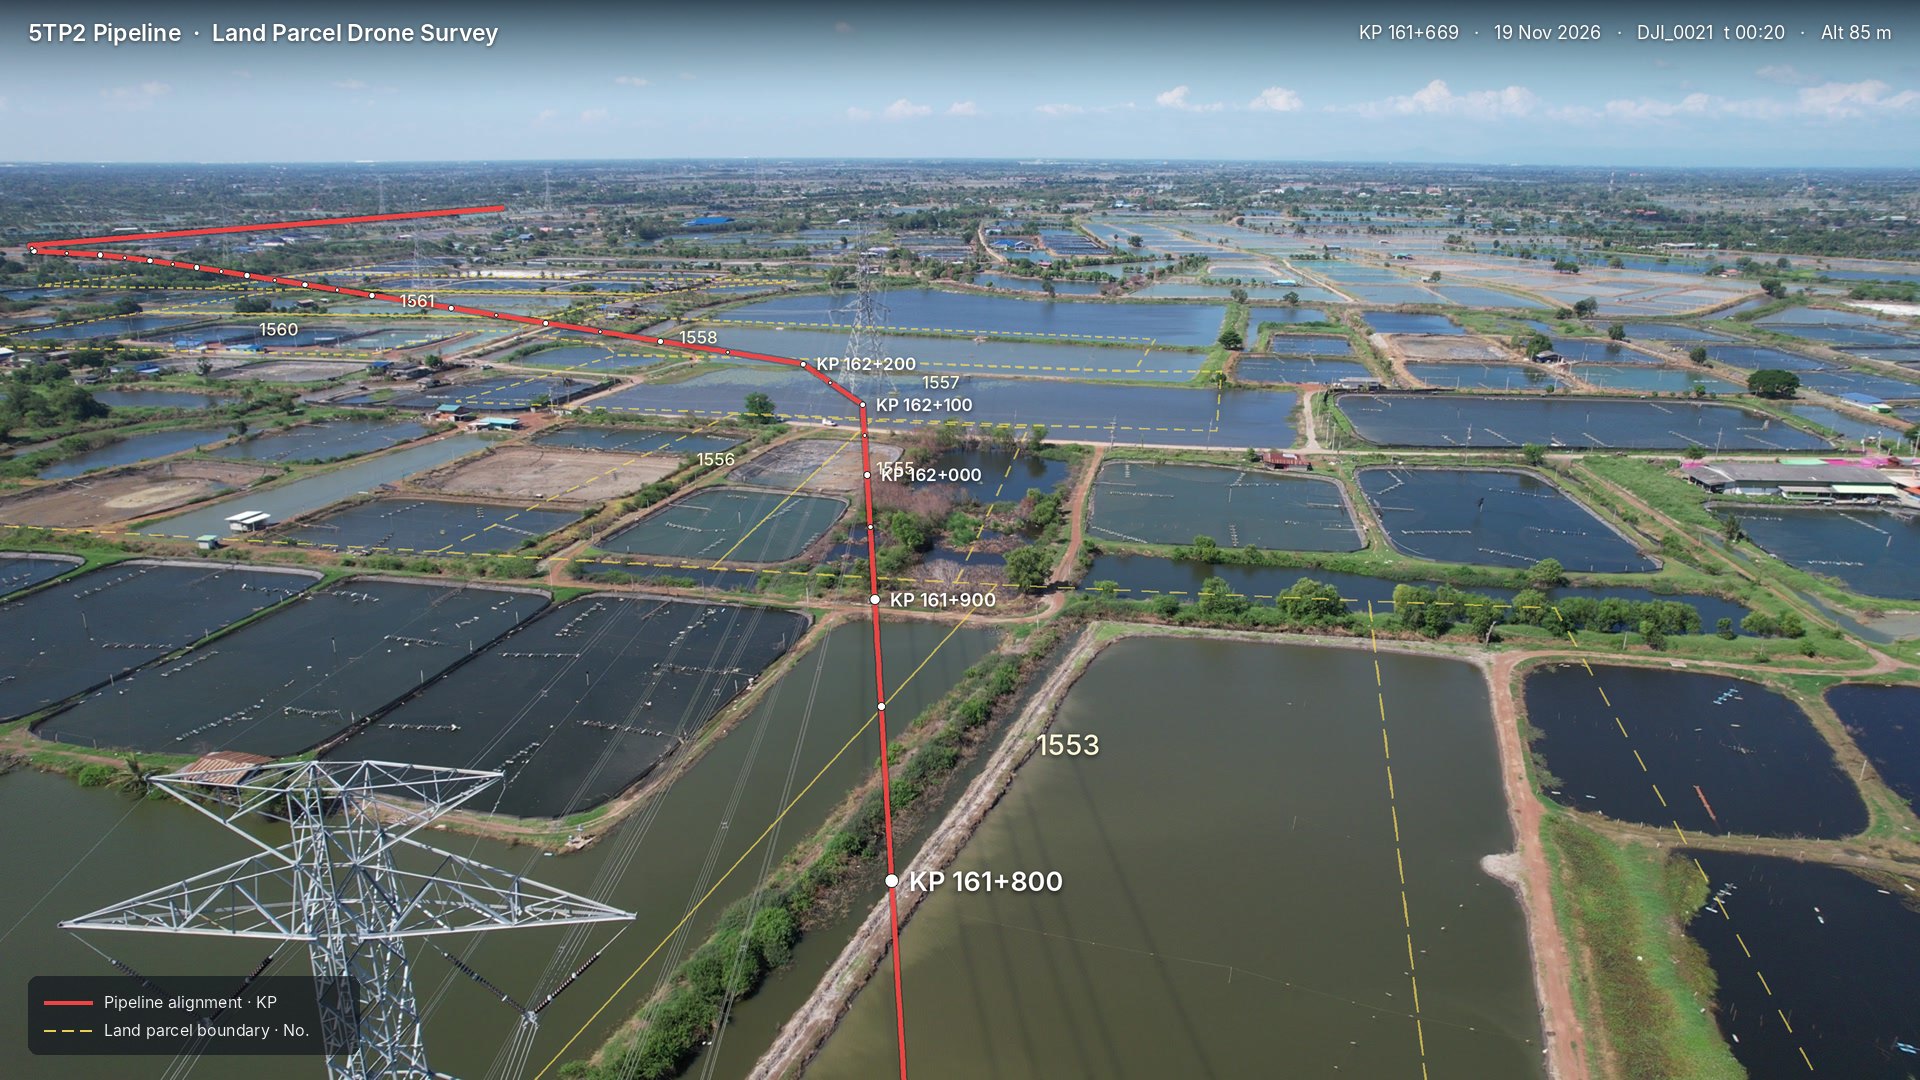 5TP2 Pipeline · Land Parcel Drone Survey
KP 161+669 · 19 Nov 2026 · DJI_0021 t 00:20 · Alt 85 m
1561
1560
1558
KP 162+200
1557
KP 162+100
1556
1555
KP 162+000
KP 161+900
1553
KP 161+800
Pipeline alignment · KP
Land parcel boundary · No.